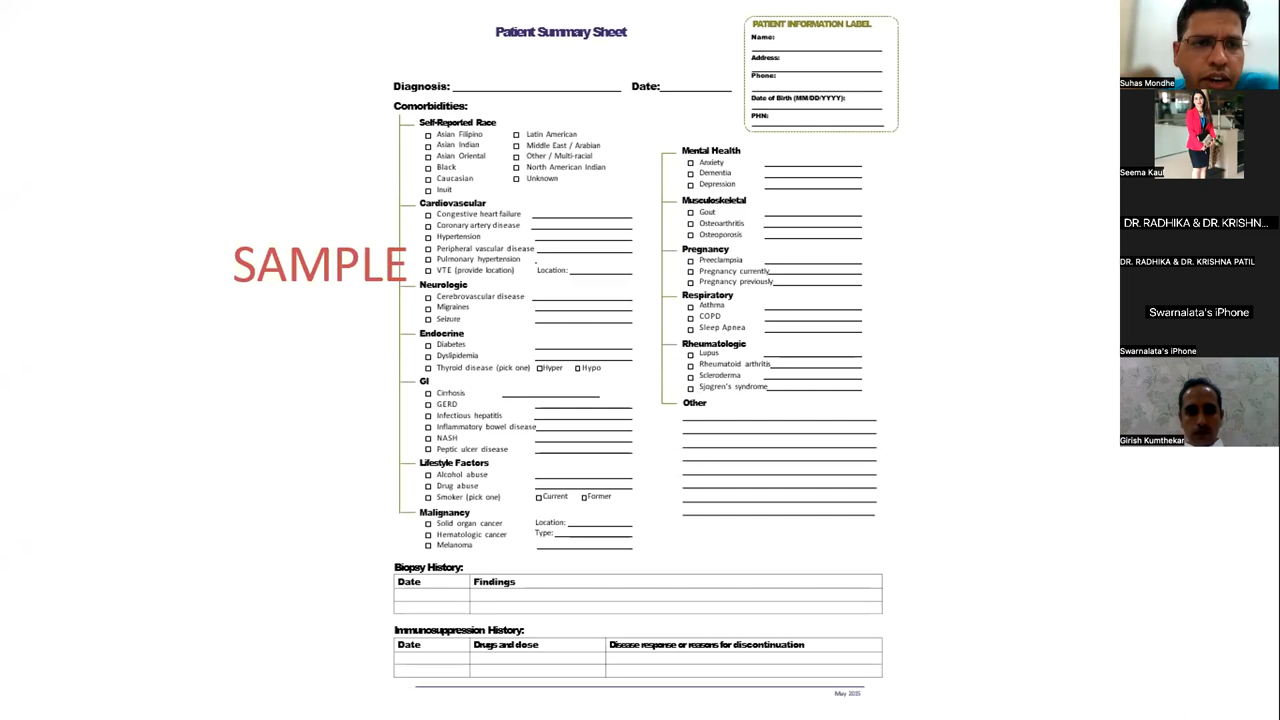 Patient Summary Sheet
PATIENT INFORMATION LABEL
Name:
Address:
Phone:
Date of Birth (MM/DD/YYYY):
PHN:
Diagnosis:
Date:
Comorbidities:
Self-Reported Race
Asian Filipino
Latin American
Asian Indian
Middle East / Arabian
Asian Oriental
Other / Multi-racial
Black
North American Indian
Caucasian
Unknown
Inuit
Cardiovascular
Congestive heart failure
Coronary artery disease
Hypertension
Peripheral vascular disease
Pulmonary hypertension
VTE (provide location) Location:
SAMPLE
Neurologic
Cerebrovascular disease
Migraines
Seizure
Endocrine
Diabetes
Dyslipidemia
Thyroid disease (pick one) Hyper Hypo
GI
Cirrhosis
GERD
Infectious hepatitis
Inflammatory bowel disease
NASH
Peptic ulcer disease
Lifestyle Factors
Alcohol abuse
Drug abuse
Smoker (pick one) Current Former
Malignancy
Solid organ cancer Location:
Hematologic cancer Type:
Melanoma
Mental Health
Anxiety
Dementia
Depression
Musculoskeletal
Gout
Osteoarthritis
Osteoporosis
Pregnancy
Preeclampsia
Pregnancy currently
Pregnancy previously
Respiratory
Asthma
COPD
Sleep Apnea
Rheumatologic
Lupus
Rheumatoid arthritis
Scleroderma
Sjogren's syndrome
Other
Biopsy History:
Date Findings
Immunosuppression History:
Date Drugs and dose Disease response or reasons for discontinuation
May 2015
Suhas Mondhe
Seema Kaul
DR. RADHIKA & DR. KRISHN...
DR. RADHIKA & DR. KRISHNA PATIL
Swarnalata's iPhone
Swarnalata's iPhone
Girish Kumthekar